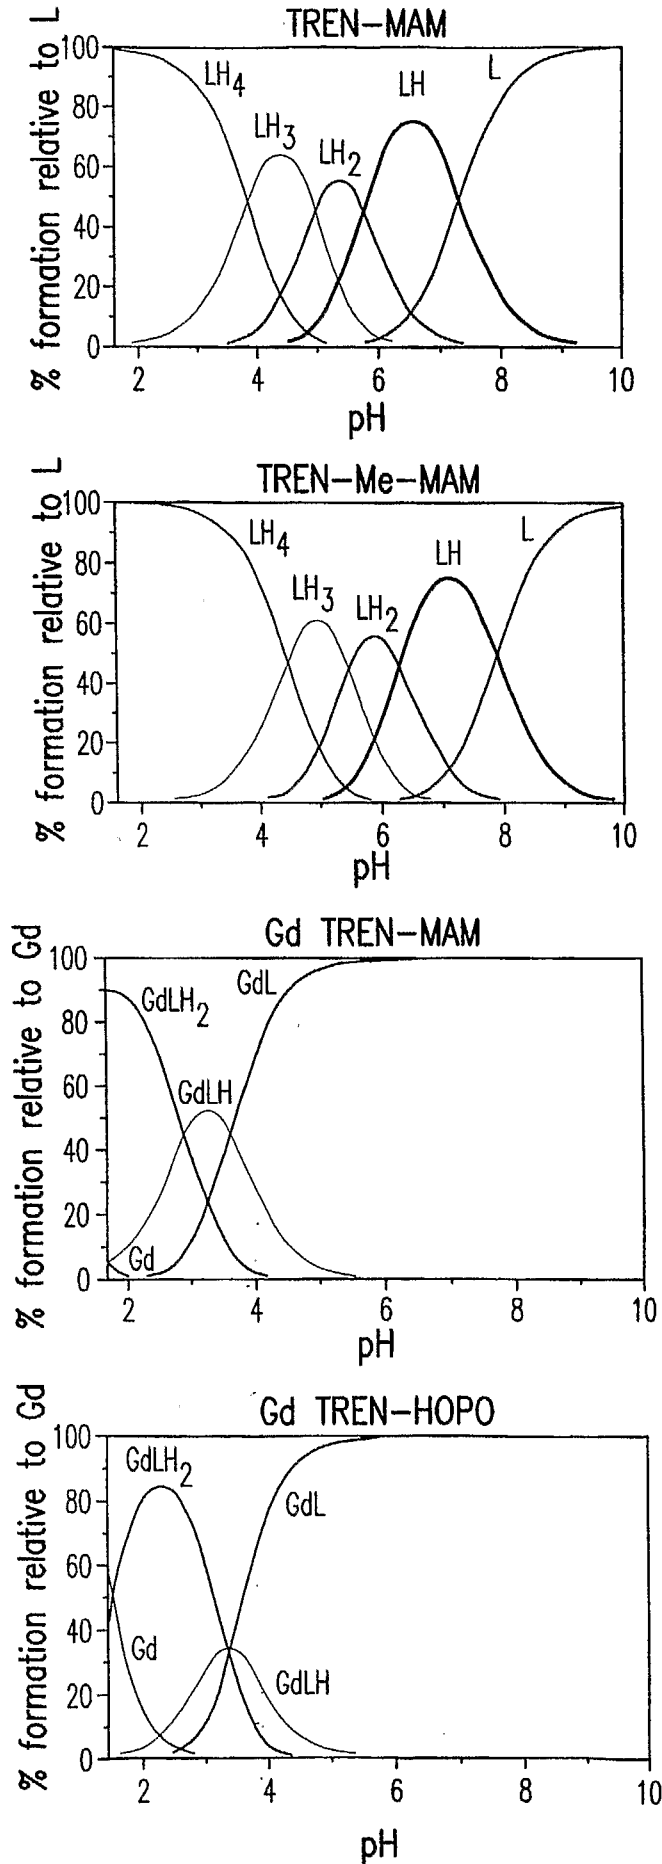 TREN-MAM
% formation relative to L
100
80
60
40
20
0
LH4
LH3
LH2
LH
L
2 4 6 8 10
pH
TREN-Me-MAM
% formation relative to L
100
80
60
40
20
0
LH4
LH3
LH2
LH
L
2 4 6 8 10
pH
Gd TREN-MAM
% formation relative to Gd
100
80
60
40
20
0
GdLH2
GdL
GdLH
Gd
2 4 6 8 10
pH
Gd TREN-HOPO
% formation relative to Gd
100
80
60
40
20
0
GdLH2
GdL
Gd
GdLH
2 4 6 8 10
pH